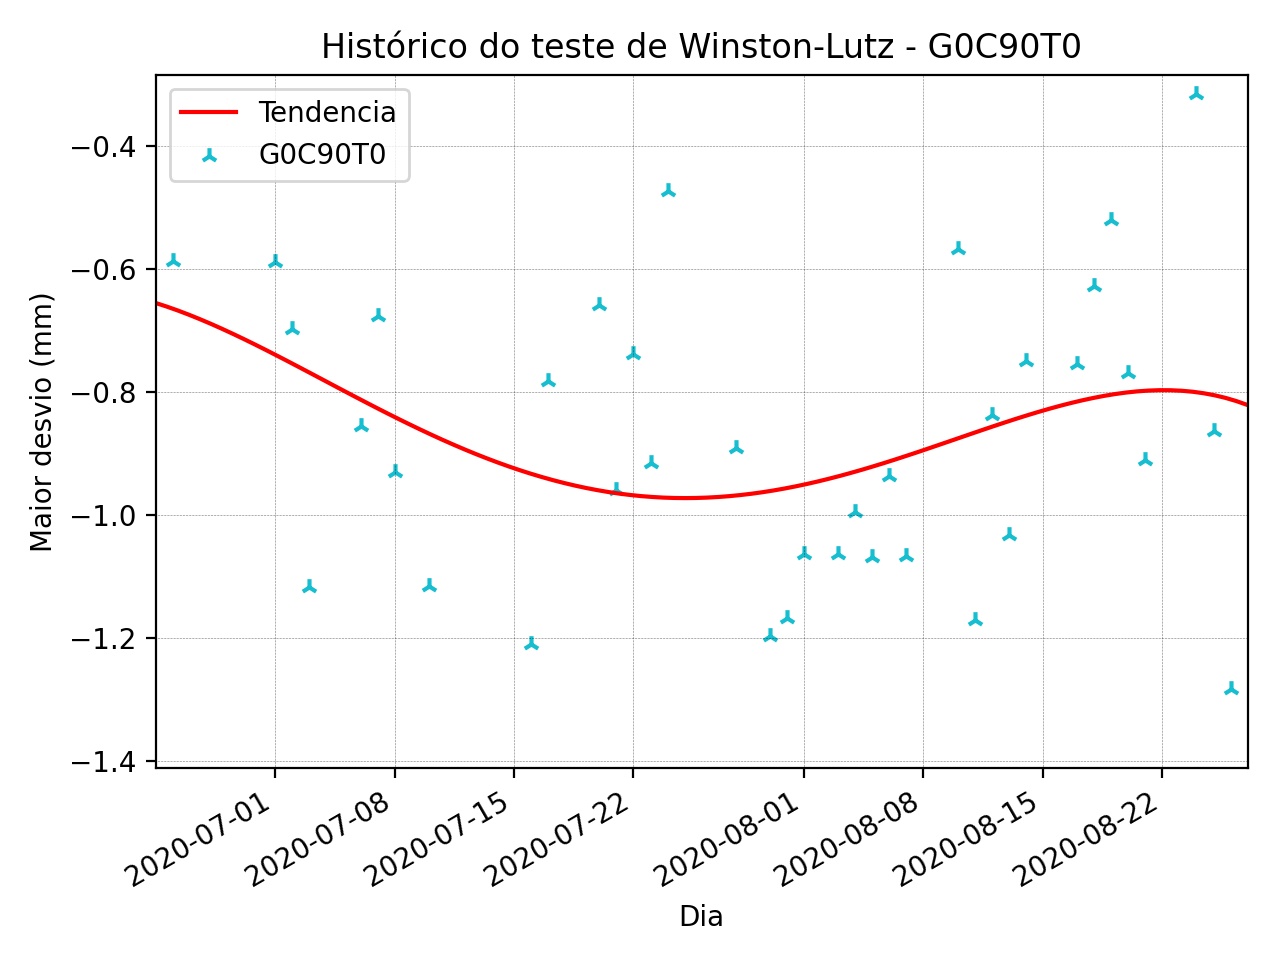 Histórico do teste de Winston-Lutz - G0C90T0
Tendencia
G0C90T0
−0.4
−0.6
−0.8
−1.0
−1.2
−1.4
Maior desvio (mm)
2020-07-01
2020-07-08
2020-07-15
2020-07-22
2020-08-01
2020-08-08
2020-08-15
2020-08-22
Dia